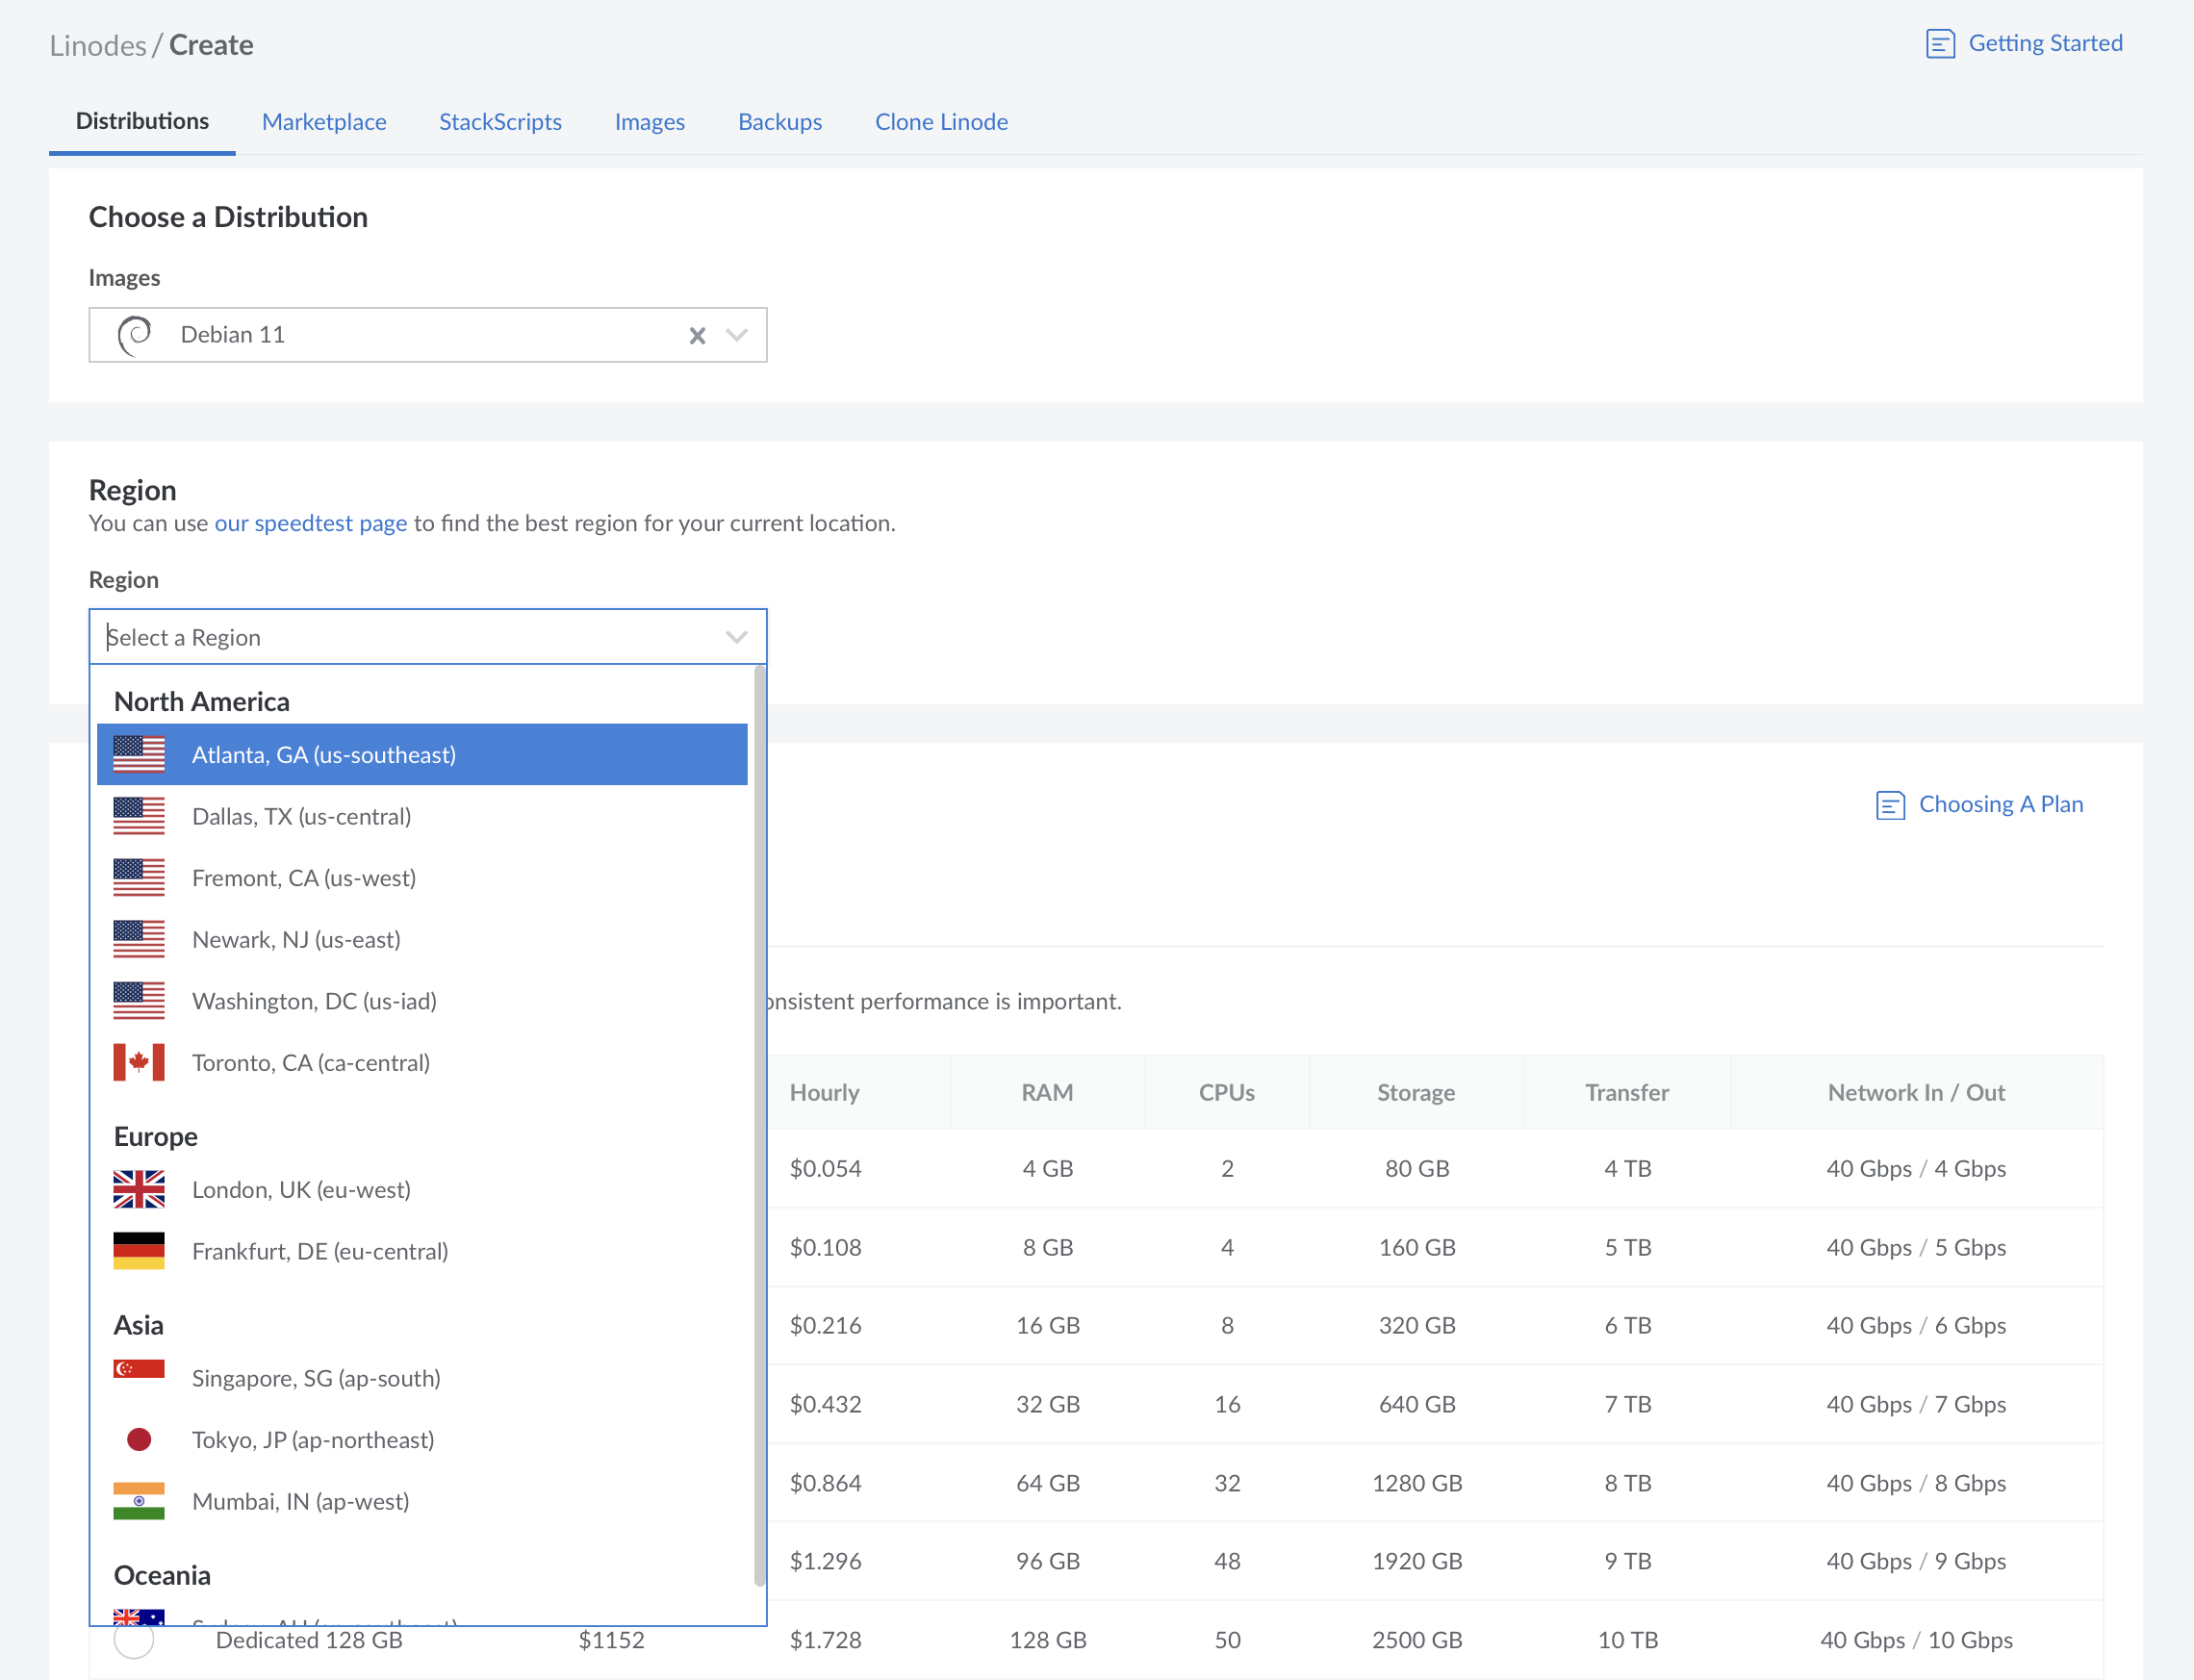 Linodes / Create
Getting Started
Distributions Marketplace StackScripts Images Backups Clone Linode
Choose a Distribution
Images
Debian 11
Region
You can use our speedtest page to find the best region for your current location.
Region
Select a Region
North America
Atlanta, GA (us-southeast)
Dallas, TX (us-central)
Fremont, CA (us-west)
Newark, NJ (us-east)
Washington, DC (us-iad)
Toronto, CA (ca-central)
Europe
London, UK (eu-west)
Frankfurt, DE (eu-central)
Asia
Singapore, SG (ap-south)
Tokyo, JP (ap-northeast)
Mumbai, IN (ap-west)
Oceania
Choosing A Plan
performance is important.
Hourly RAM CPUs Storage Transfer Network In / Out
$0.054 4 GB 2 80 GB 4 TB 40 Gbps / 4 Gbps
$0.108 8 GB 4 160 GB 5 TB 40 Gbps / 5 Gbps
$0.216 16 GB 8 320 GB 6 TB 40 Gbps / 6 Gbps
$0.432 32 GB 16 640 GB 7 TB 40 Gbps / 7 Gbps
$0.864 64 GB 32 1280 GB 8 TB 40 Gbps / 8 Gbps
$1.296 96 GB 48 1920 GB 9 TB 40 Gbps / 9 Gbps
Dedicated 128 GB $1152 $1.728 128 GB 50 2500 GB 10 TB 40 Gbps / 10 Gbps